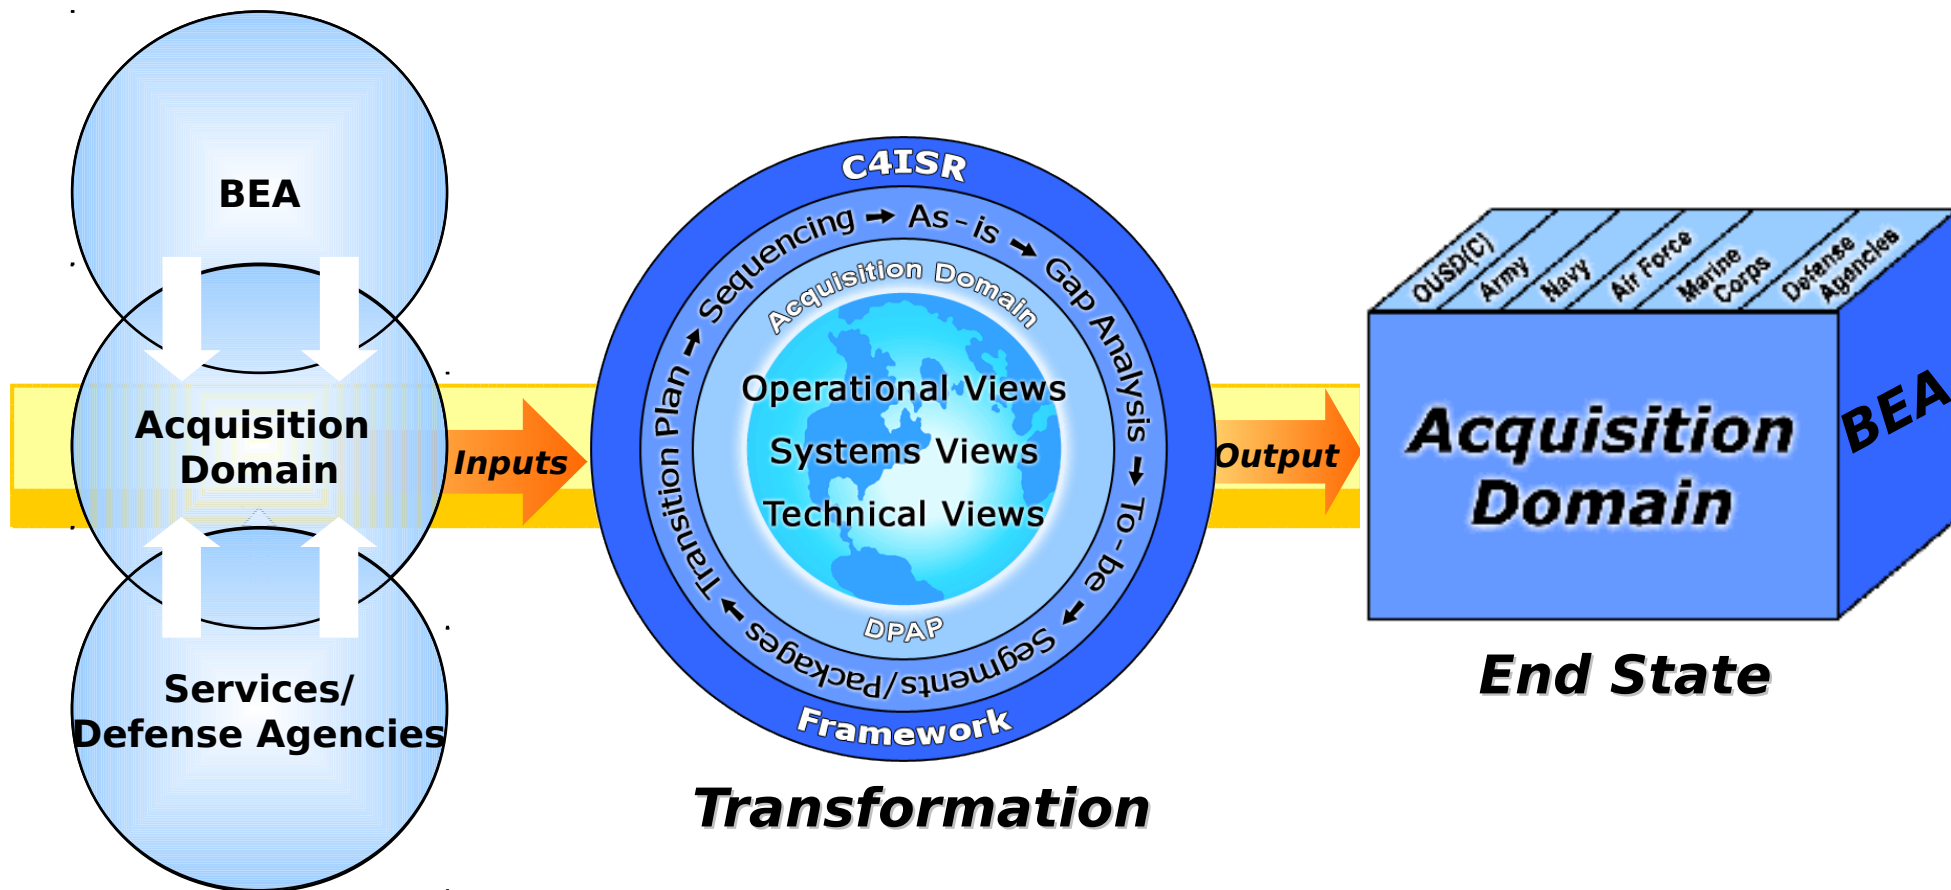 BEA
Acquisition
Domain
Services/
Defense Agencies
Inputs
C4ISR
Sequencing → As-is → Gap Analysis → To-be → Segments/Packages → Transition Plan →
Acquisition Domain
Operational Views
Systems Views
Technical Views
DPAP
Framework
Transformation
Output
OUSD(C)
Army
Navy
Air Force
Marine
Corps
Defense
Agencies
Acquisition
Domain
BEA
End State